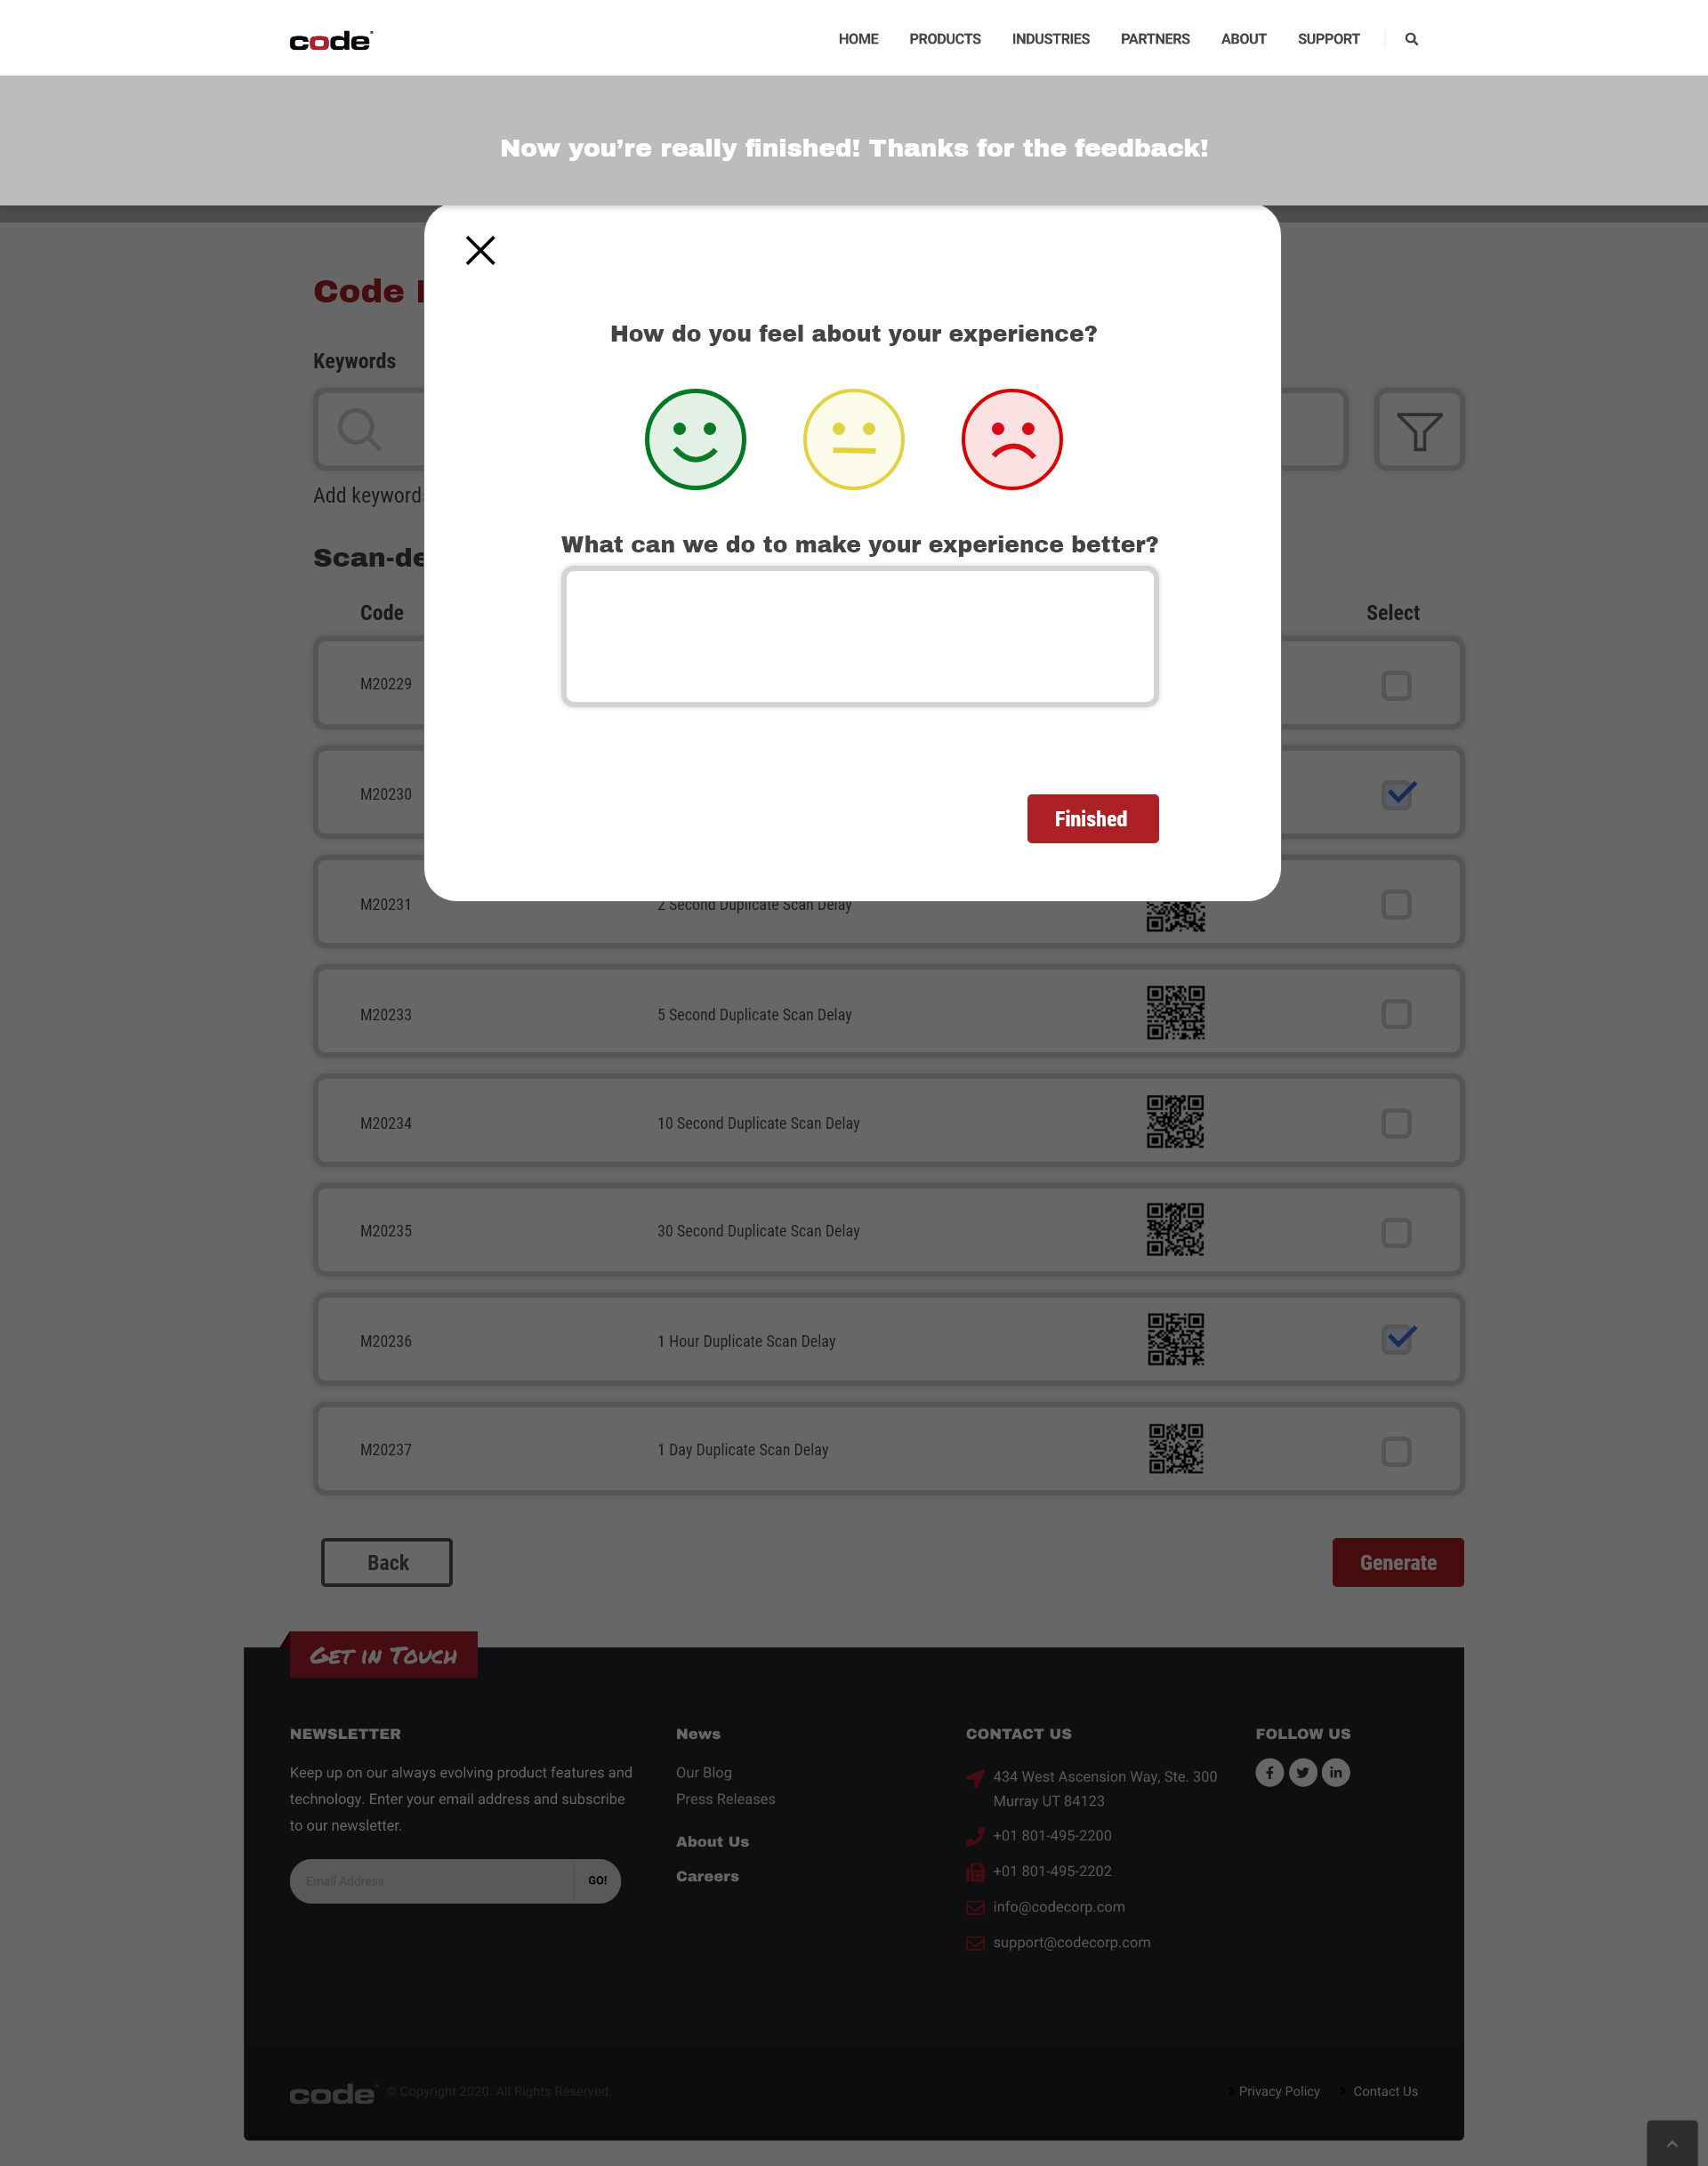 code
HOME PRODUCTS INDUSTRIES PARTNERS ABOUT SUPPORT
Now you're really finished! Thanks for the feedback!
How do you feel about your experience?
What can we do to make your experience better?
Finished
Code
Keywords
Add keyword
Scan-de
Code Select
M20229
M20230
M20231 2 Second Duplicate Scan Delay
M20233 5 Second Duplicate Scan Delay
M20234 10 Second Duplicate Scan Delay
M20235 30 Second Duplicate Scan Delay
M20236 1 Hour Duplicate Scan Delay
M20237 1 Day Duplicate Scan Delay
Back Generate
Get in Touch
NEWSLETTER
Keep up on our always evolving product features and
technology. Enter your email address and subscribe
to our newsletter.
Email Address GO!
News
Our Blog
Press Releases
About Us
Careers
CONTACT US
434 West Ascension Way, Ste. 300
Murray UT 84123
+01 801-495-2200
+01 801-495-2202
info@codecorp.com
support@codecorp.com
FOLLOW US
code © Copyright 2020. All Rights Reserved.
Privacy Policy Contact Us